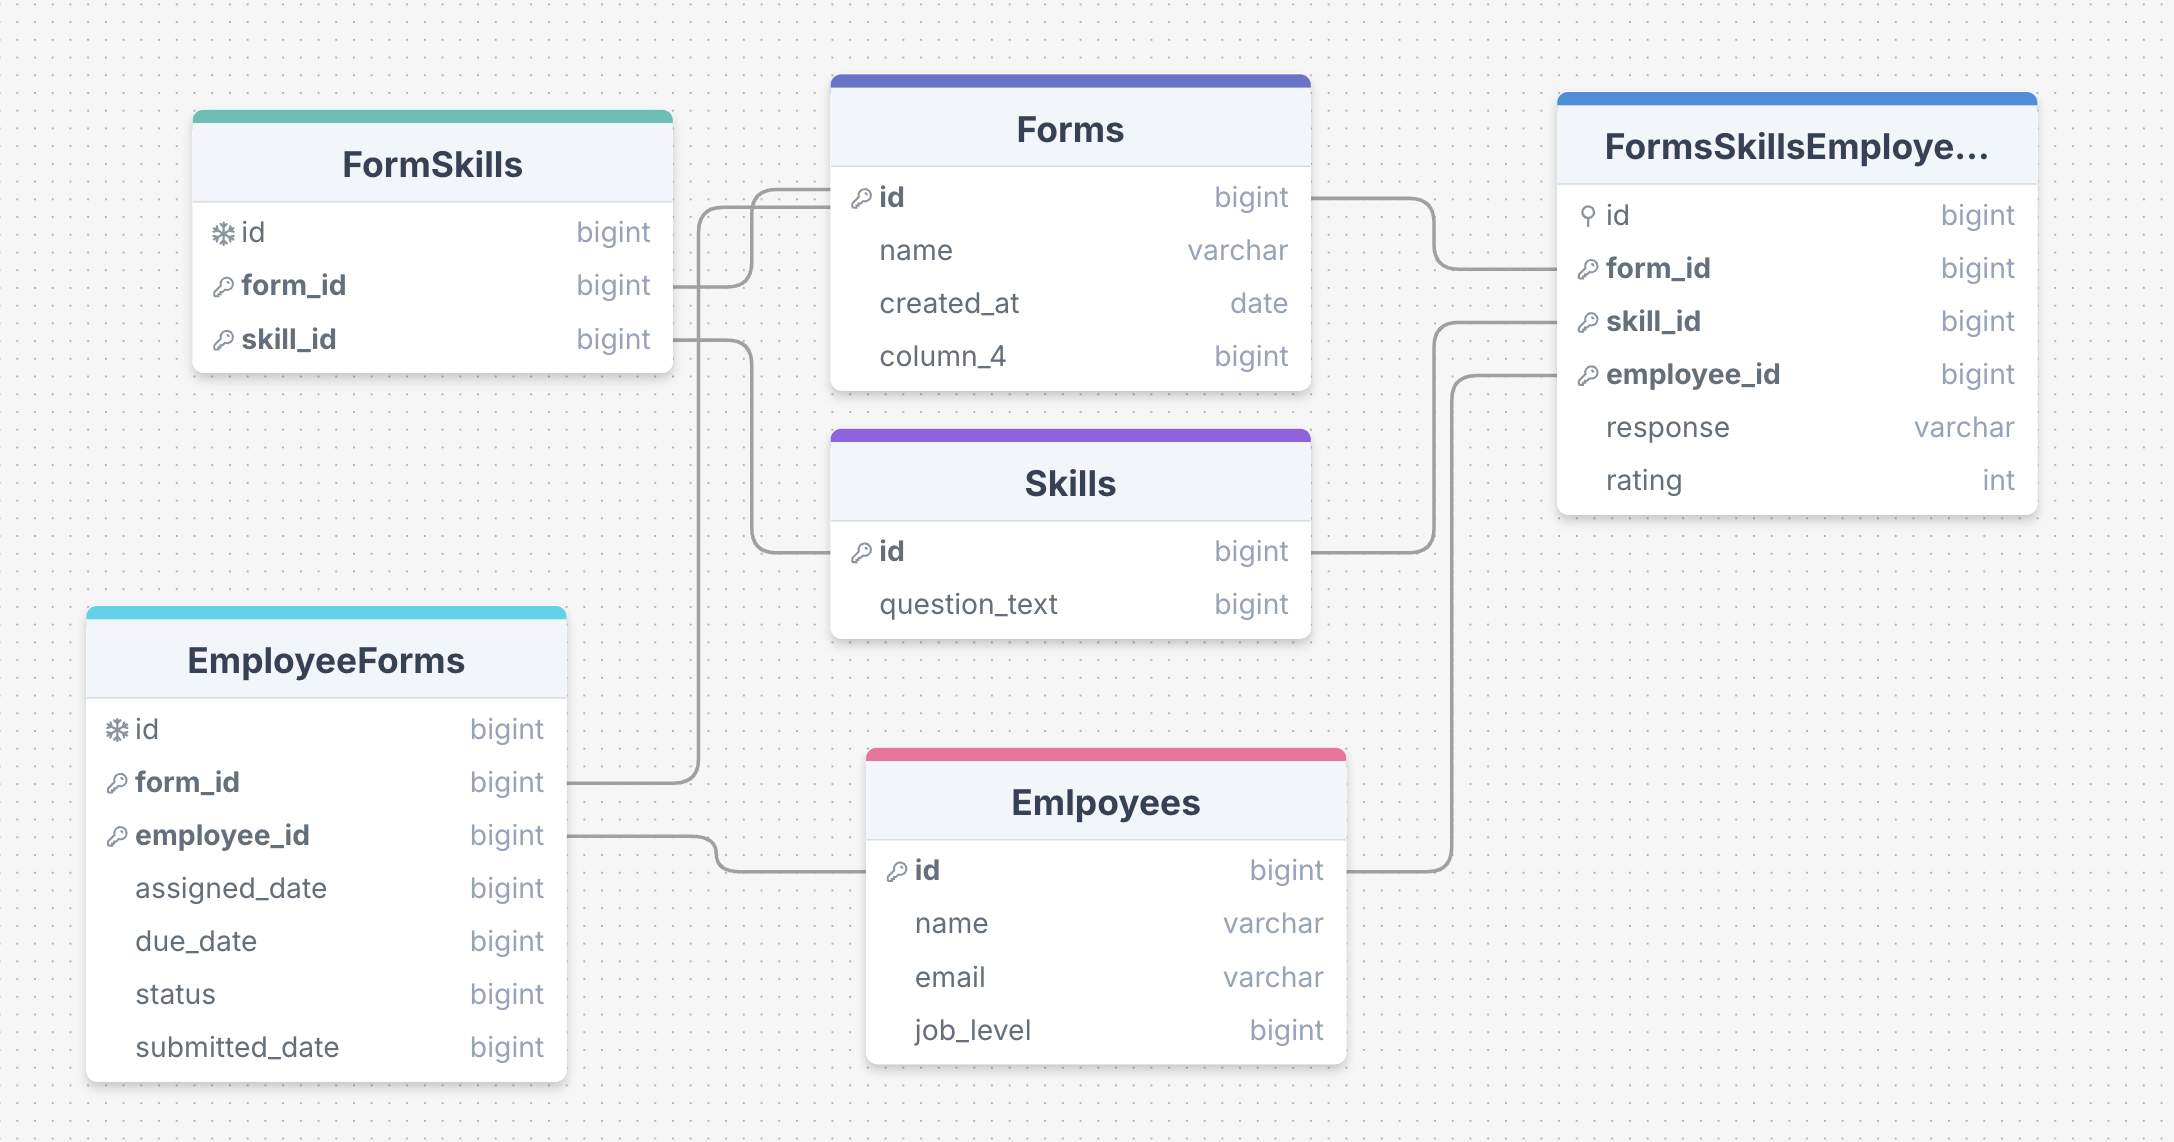 FormSkills
id bigint
form_id bigint
skill_id bigint
Forms
id bigint
name varchar
created_at date
column_4 bigint
FormsSkillsEmploye...
id bigint
form_id bigint
skill_id bigint
employee_id bigint
response varchar
rating int
Skills
id bigint
question_text bigint
EmployeeForms
id bigint
form_id bigint
employee_id bigint
assigned_date bigint
due_date bigint
status bigint
submitted_date bigint
Emlpoyees
id bigint
name varchar
email varchar
job_level bigint